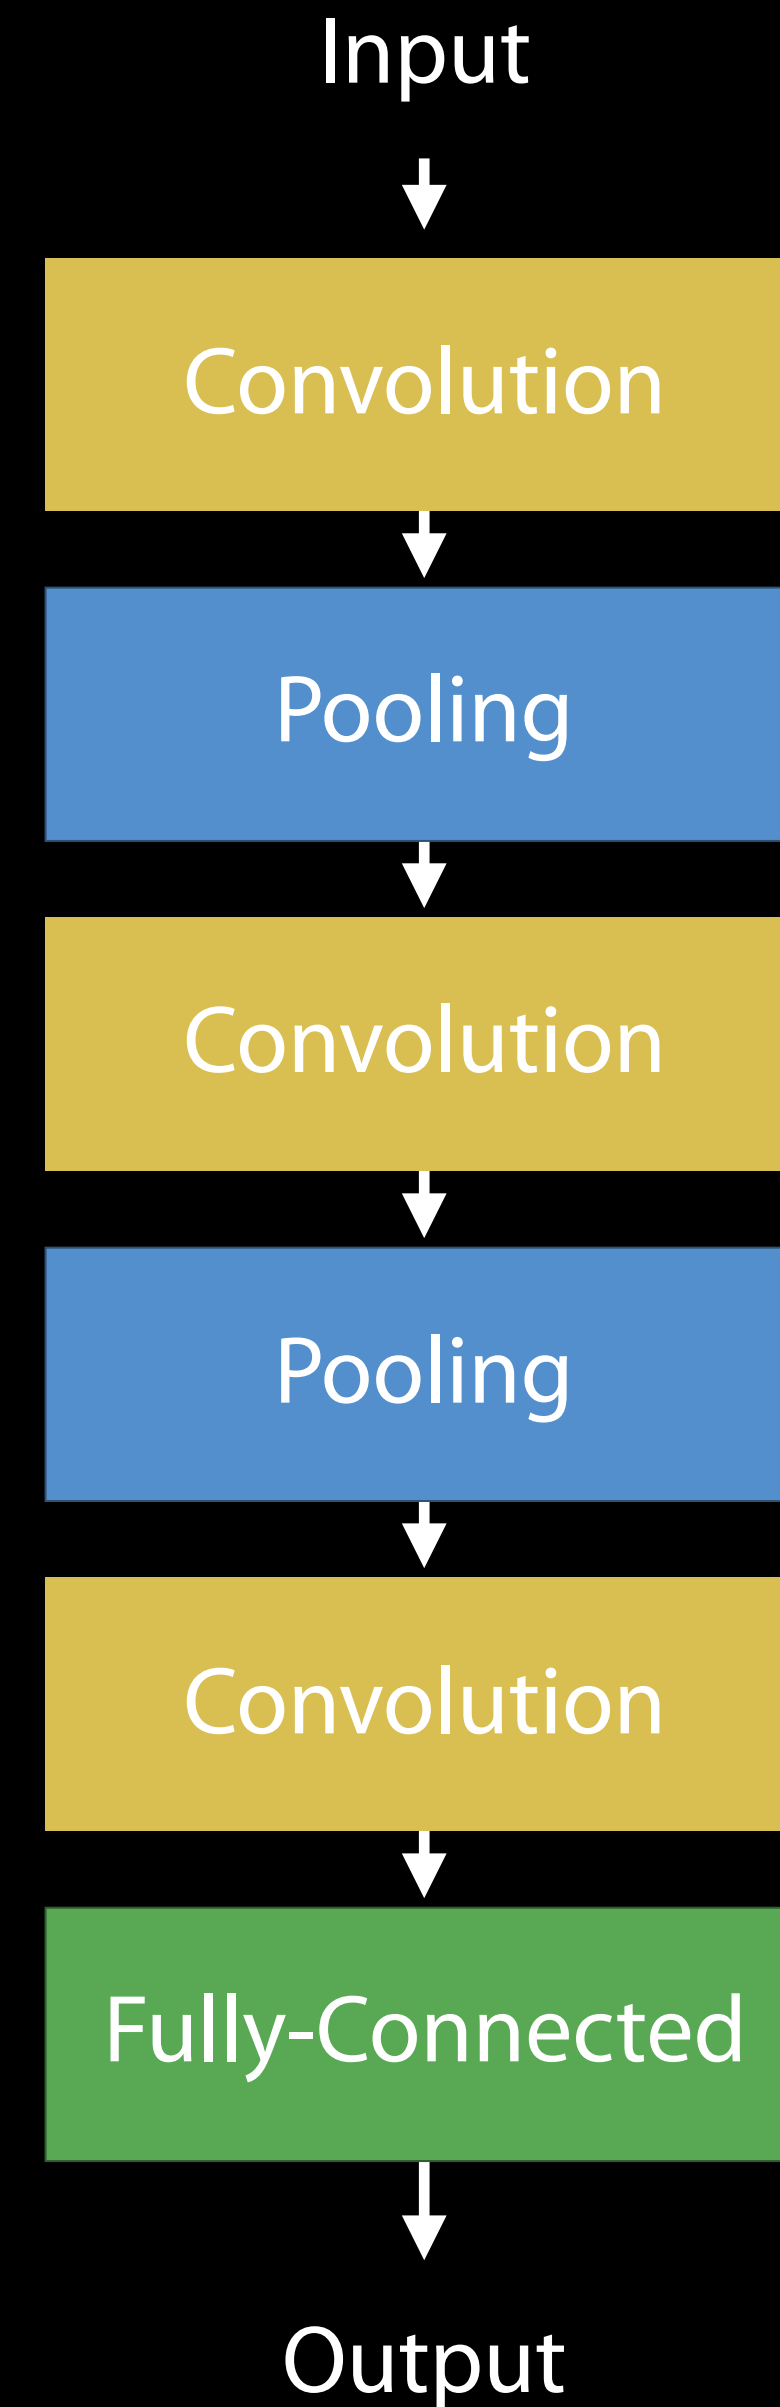 Input
Convolution
Pooling
Convolution
Pooling
Convolution
Fully-Connected
Output